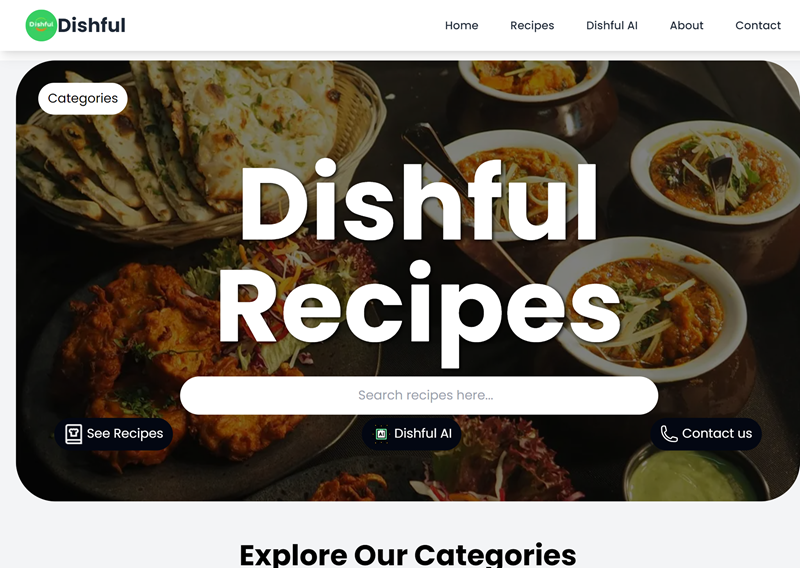 Dishful
Dishful
Home
Recipes
Dishful AI
About
Contact
Categories
Dishful
Recipes
Search recipes here...
See Recipes
AI
Dishful AI
Contact us
Explore Our Categories